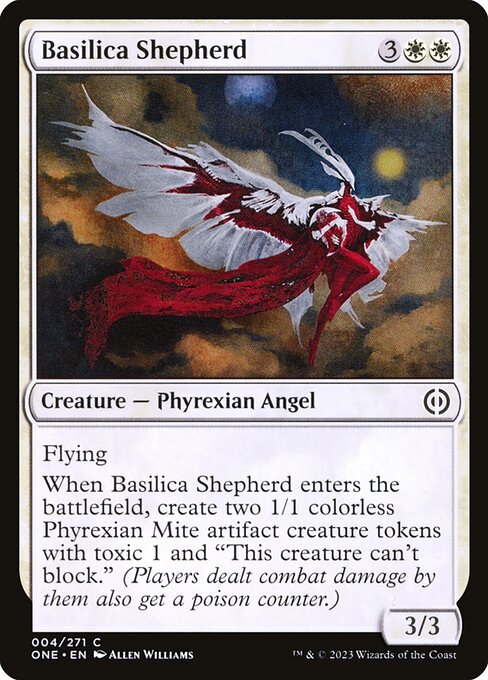 Basilica Shepherd 3
Creature — Phyrexian Angel
Flying
When Basilica Shepherd enters the
battlefield, create two 1/1 colorless
Phyrexian Mite artifact creature tokens
with toxic 1 and “This creature can't
block.” (Players dealt combat damage by
them also get a poison counter.)
3/3
004/271 C
ONE • EN Allen Williams
™ & © 2023 Wizards of the Coast